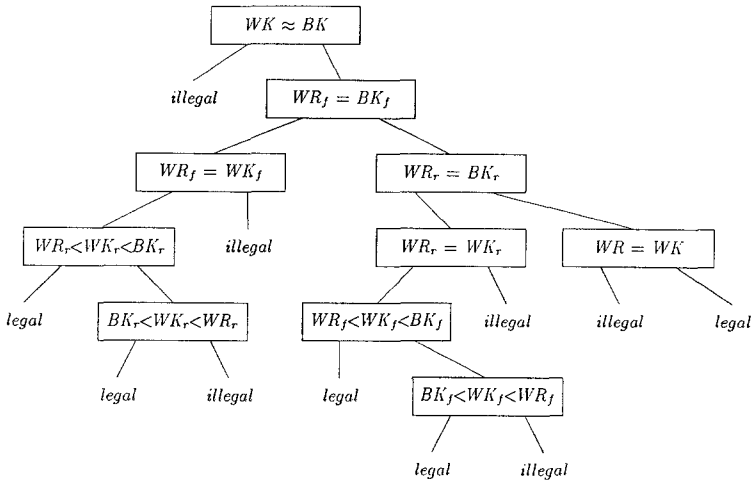 WK ≈ BK
illegal
WR_f = BK_f
WR_f = WK_f
WR_r = BK_r
WR_r<WK_r<BK_r
illegal
WR_r = WK_r
WR = WK
legal
BK_r<WK_r<WR_r
WR_f<WK_f<BK_f
illegal
illegal
legal
legal
illegal
legal
BK_f<WK_f<WR_f
legal
illegal